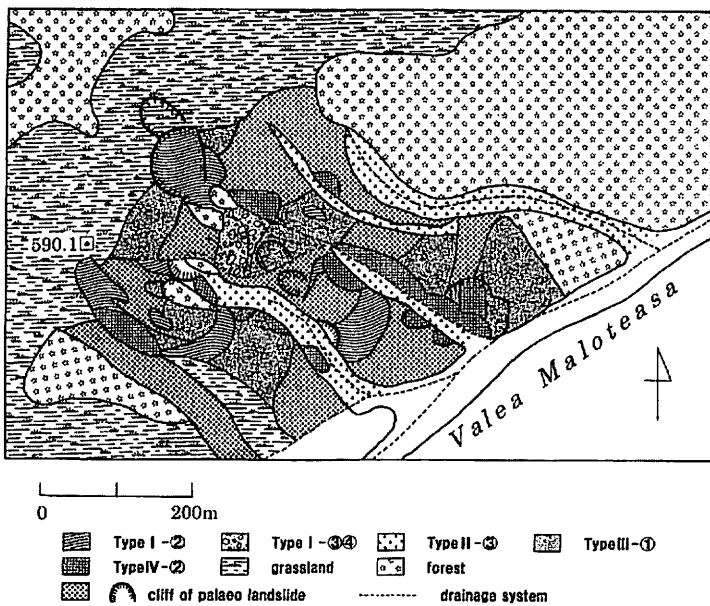 590.1
Valea Maloteasa
0 200m
Type I-② Type I-③④ Type II-③ Type III-①
Type IV-② grassland forest
cliff of palaeo landslide drainage system